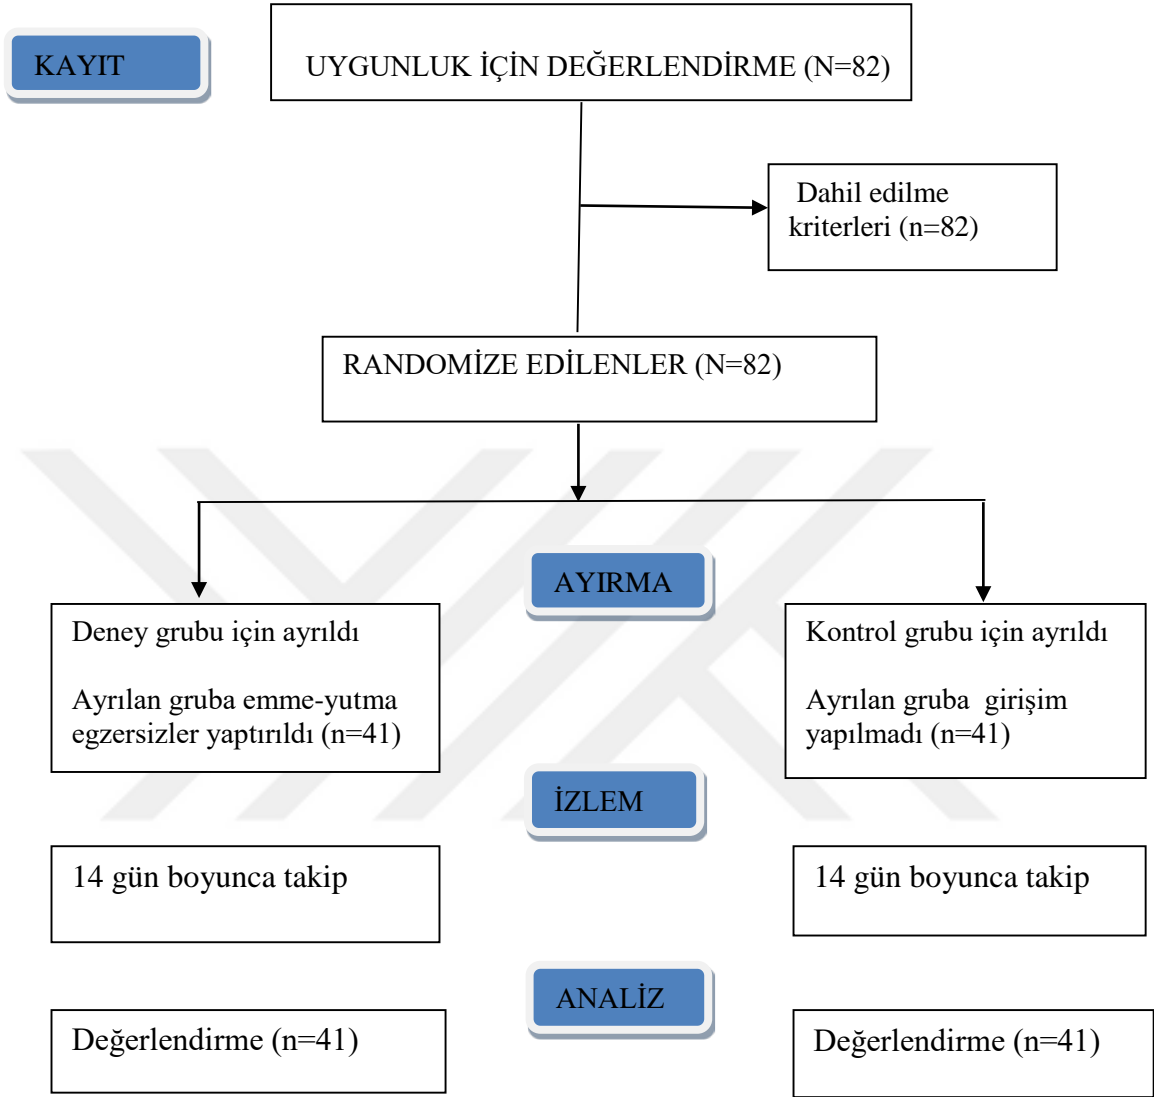 KAYIT
UYGUNLUK İÇİN DEĞERLENDİRME (N=82)
Dahil edilme
kriterleri (n=82)
RANDOMİZE EDİLENLER (N=82)
AYIRMA
Deney grubu için ayrıldı
Ayrılan gruba emme-yutma
egzersizler yaptırıldı (n=41)
Kontrol grubu için ayrıldı
Ayrılan gruba girişim
yapılmadı (n=41)
İZLEM
14 gün boyunca takip
14 gün boyunca takip
ANALİZ
Değerlendirme (n=41)
Değerlendirme (n=41)